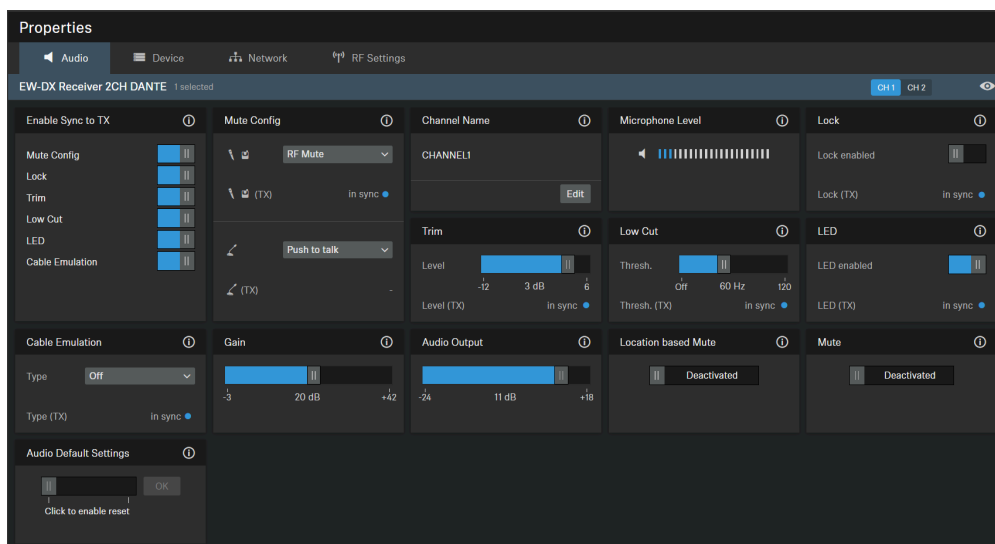 Properties
Audio
Device
Network
RF Settings
EW-DX Receiver 2CH DANTE 1 selected
CH 1 CH 2
Enable Sync to TX
Mute Config
Lock
Trim
Low Cut
LED
Cable Emulation
Mute Config
RF Mute
(TX) in sync
Push to talk
(TX) -
Channel Name
CHANNEL1
Edit
Microphone Level
Lock
Lock enabled
Lock (TX) in sync
Trim
Level
-12 3 dB 6
Level (TX) in sync
Low Cut
Thresh.
Off 60 Hz 120
Thresh. (TX) in sync
LED
LED enabled
LED (TX) in sync
Cable Emulation
Type Off
Type (TX) in sync
Gain
-3 20 dB +42
Audio Output
-24 11 dB +18
Location based Mute
Deactivated
Mute
Deactivated
Audio Default Settings
OK
Click to enable reset